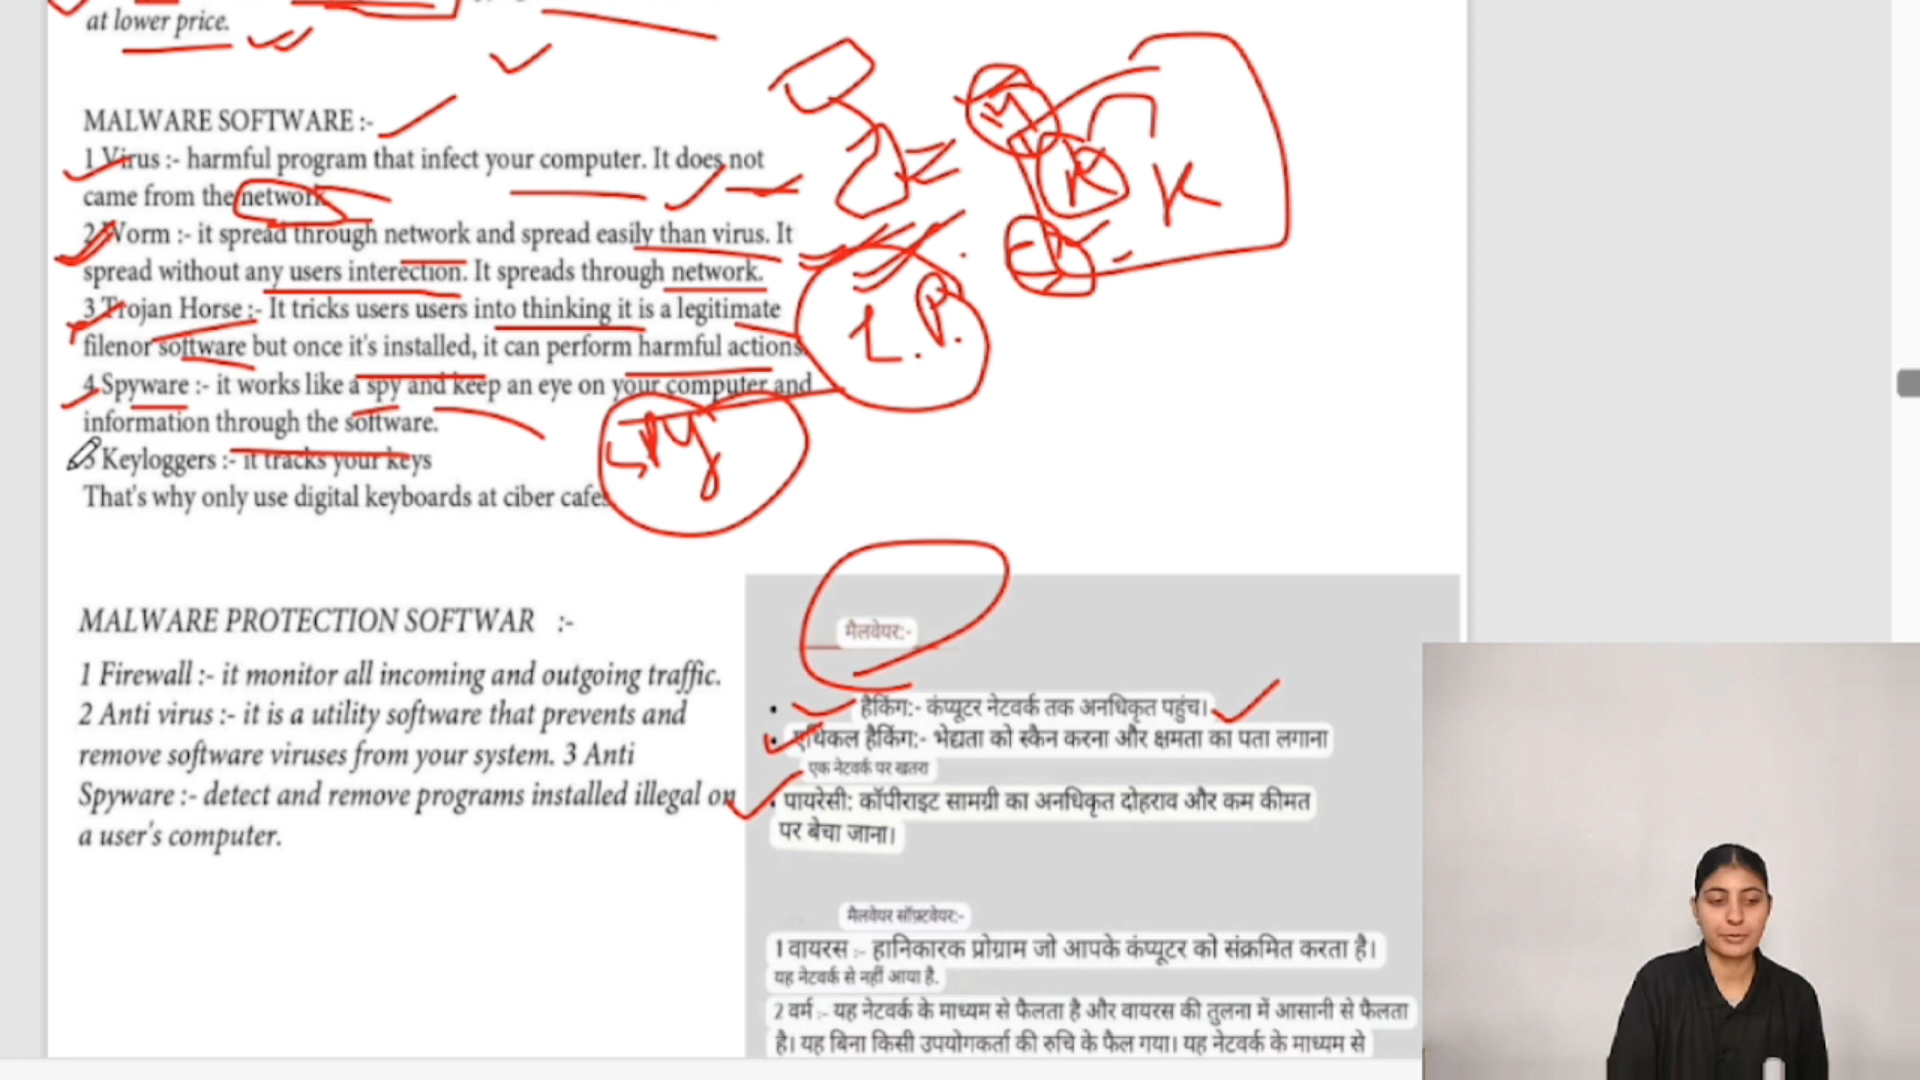 at lower price.
MALWARE SOFTWARE :-
1 Virus :- harmful program that infect your computer. It does not
came from the network.
2 Worm :- it spread through network and spread easily than virus. It
spread without any users interection. It spreads through network.
3 Trojan Horse :- It tricks users users into thinking it is a legitimate
filenor software but once it's installed, it can perform harmful actions.
4 Spyware :- it works like a spy and keep an eye on your computer and
information through the software.
5 Keyloggers :- it tracks your keys
That's why only use digital keyboards at ciber cafes
K
I.P.
SPY
MALWARE PROTECTION SOFTWAR :-
1 Firewall :- it monitor all incoming and outgoing traffic.
2 Anti virus :- it is a utility software that prevents and
remove software viruses from your system. 3 Anti
Spyware :- detect and remove programs installed illegal on
a user's computer.
मैलवेयर:-
• हैकिंग:- कंप्यूटर नेटवर्क तक अनधिकृत पहुंच।
• एथिकल हैकिंग:- भेद्यता को स्कैन करना और क्षमता का पता लगाना
एक नेटवर्क पर खतरा
• पायरेसी: कॉपीराइट सामग्री का अनधिकृत दोहराव और कम कीमत
पर बेचा जाना।
मैलवेयर सॉफ़्टवेयर:-
1 वायरस :- हानिकारक प्रोग्राम जो आपके कंप्यूटर को संक्रमित करता है।
यह नेटवर्क से नहीं आया है.
2 वर्म :- यह नेटवर्क के माध्यम से फैलता है और वायरस की तुलना में आसानी से फैलता
है। यह बिना किसी उपयोगकर्ता की रुचि के फैल गया। यह नेटवर्क के माध्यम से